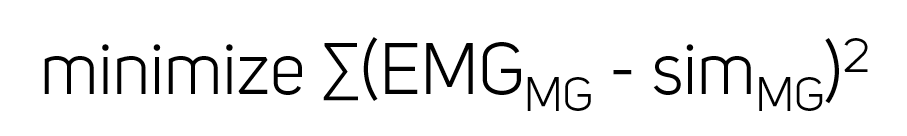 minimize ∑(EMG_MG - sim_MG)²